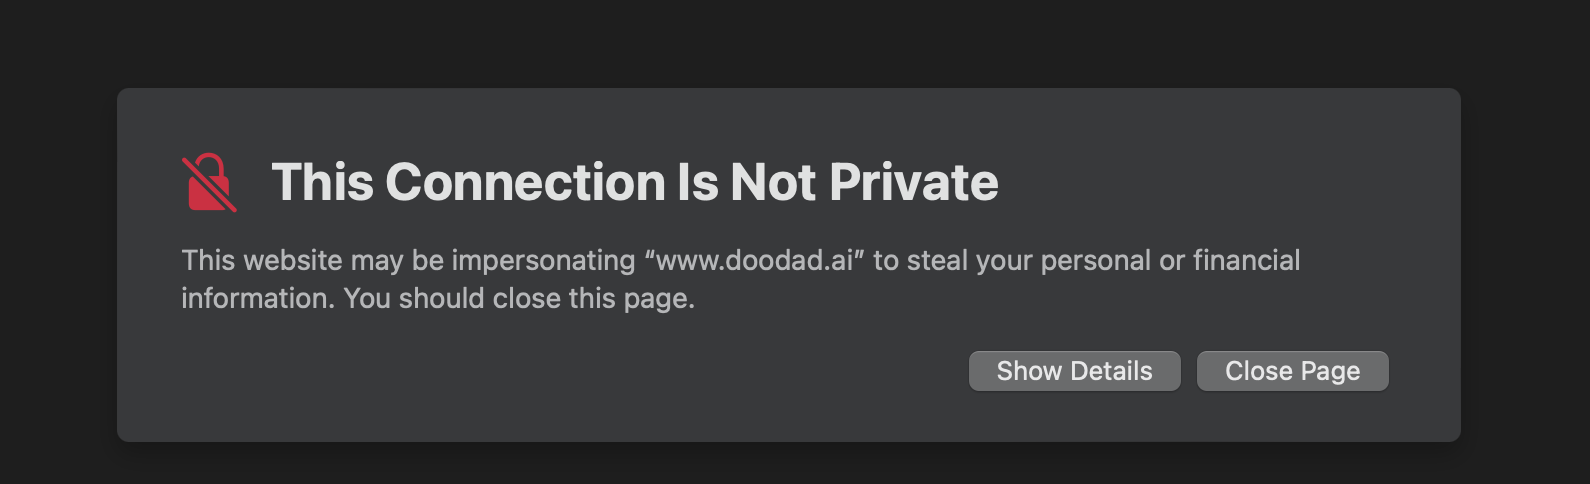 This Connection Is Not Private
This website may be impersonating “www.doodad.ai” to steal your personal or financial
information. You should close this page.
Show Details
Close Page